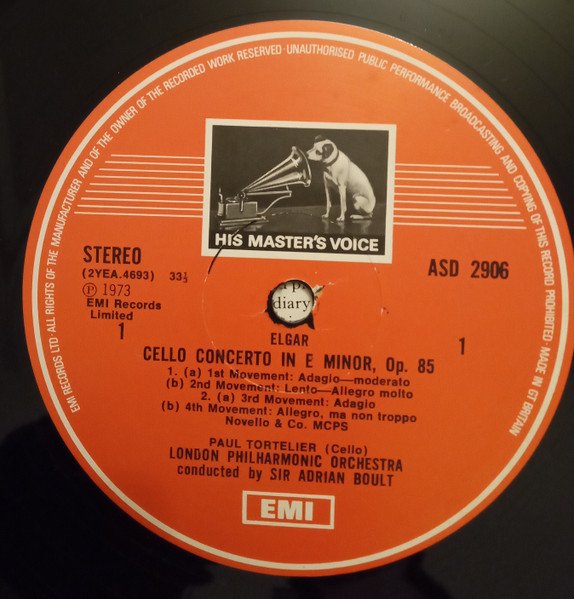 EMI RECORDS LTD · ALL RIGHTS OF THE MANUFACTURER AND OF THE OWNER OF THE RECORDED WORK RESERVED · UNAUTHORISED PUBLIC PERFORMANCE BROADCASTING AND COPYING OF THIS RECORD PROHIBITED · MADE IN GT BRITAIN
HIS MASTER'S VOICE
STEREO
(2YEA.4693) 33⅓
ASD 2906
Ⓟ 1973
EMI Records
Limited
1
1
diary
ELGAR
CELLO CONCERTO IN E MINOR, Op. 85
1. (a) 1st Movement: Adagio—moderato
(b) 2nd Movement: Lento—Allegro molto
2. (a) 3rd Movement: Adagio
(b) 4th Movement: Allegro, ma non troppo
Novello & Co. MCPS
PAUL TORTELIER (Cello)
LONDON PHILHARMONIC ORCHESTRA
conducted by SIR ADRIAN BOULT
EMI